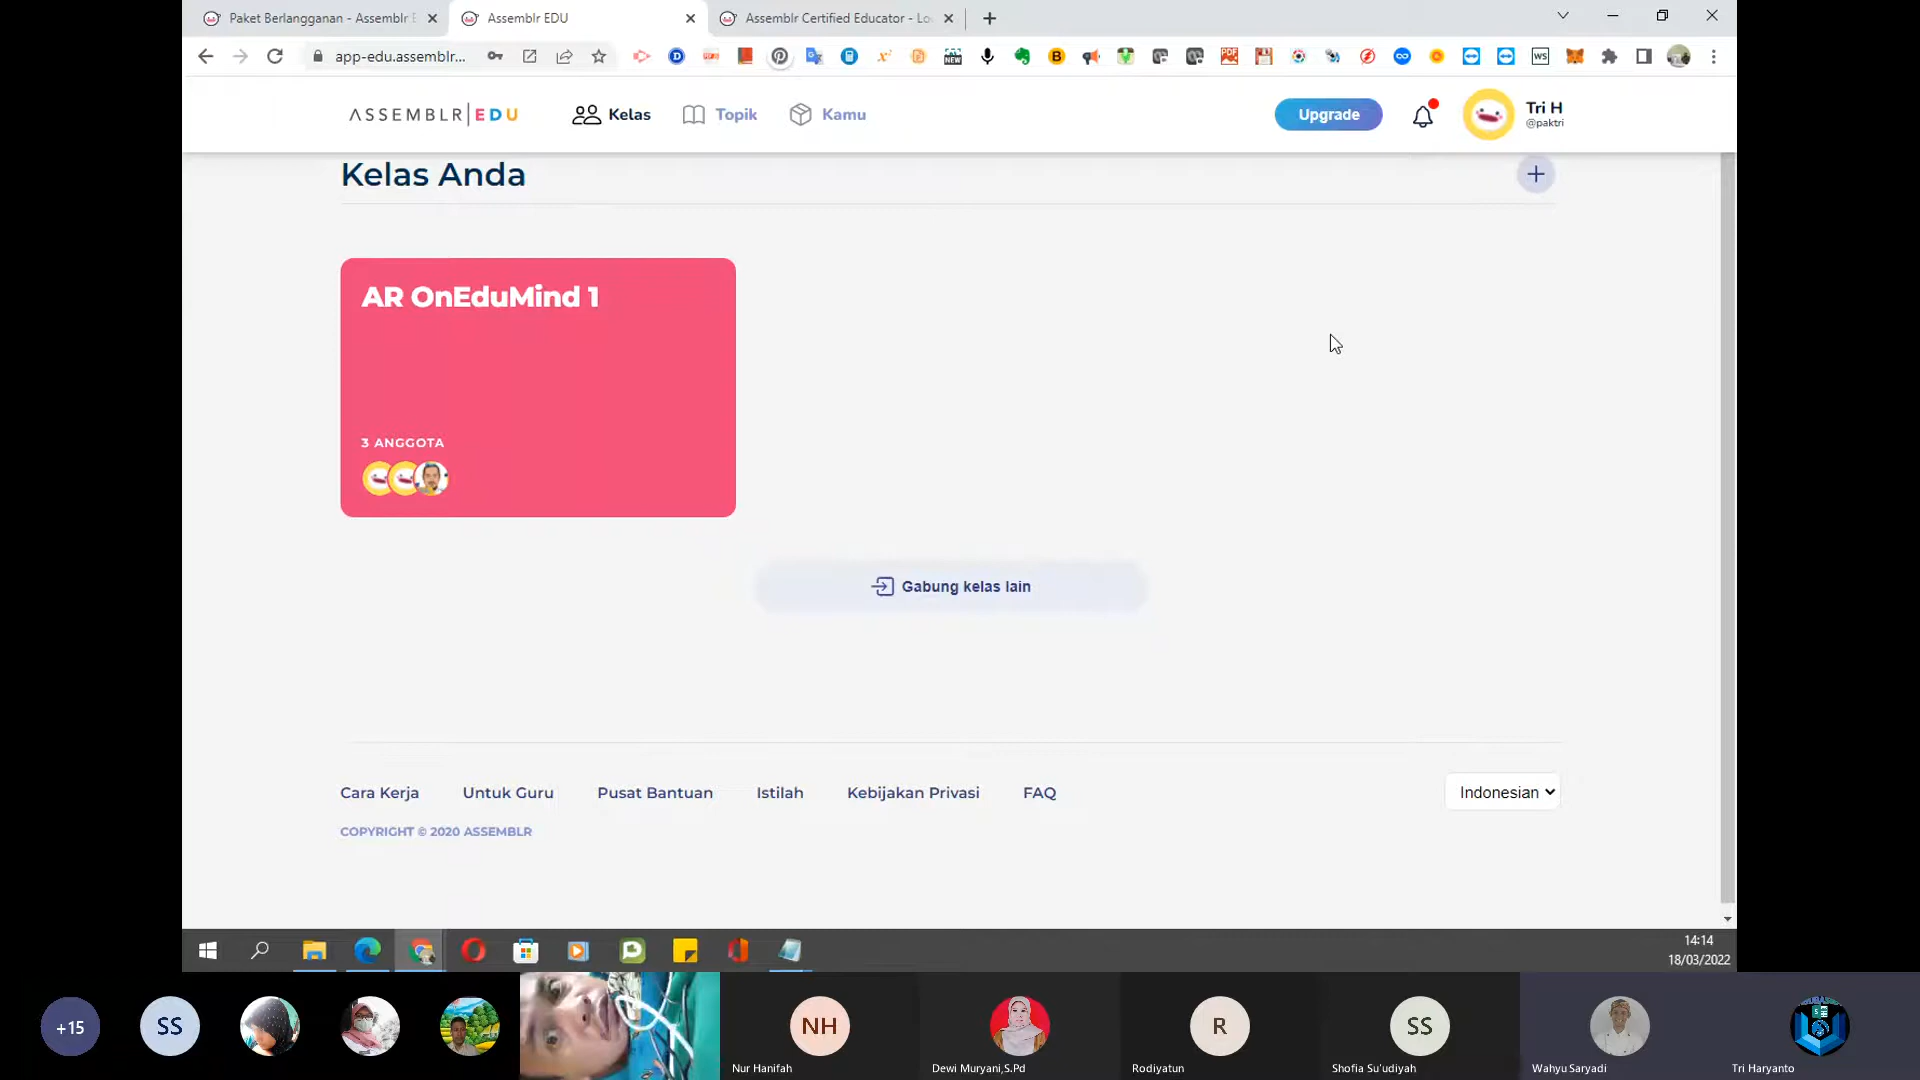 Paket Berlangganan - Assemblr E
Assemblr EDU
Assemblr Certified Educator - Lo
app-edu.assemblr...
ASSEMBLR|EDU
Kelas
Topik
Kamu
Upgrade
Tri H
@paktri
Kelas Anda
AR OnEduMind 1
3 ANGGOTA
Gabung kelas lain
Cara Kerja
Untuk Guru
Pusat Bantuan
Istilah
Kebijakan Privasi
FAQ
Indonesian
COPYRIGHT © 2020 ASSEMBLR
14:14
18/03/2022
+15
SS
NH
R
SS
Nur Hanifah
Dewi Muryani,S.Pd
Rodiyatun
Shofia Su'udiyah
Wahyu Saryadi
Tri Haryanto